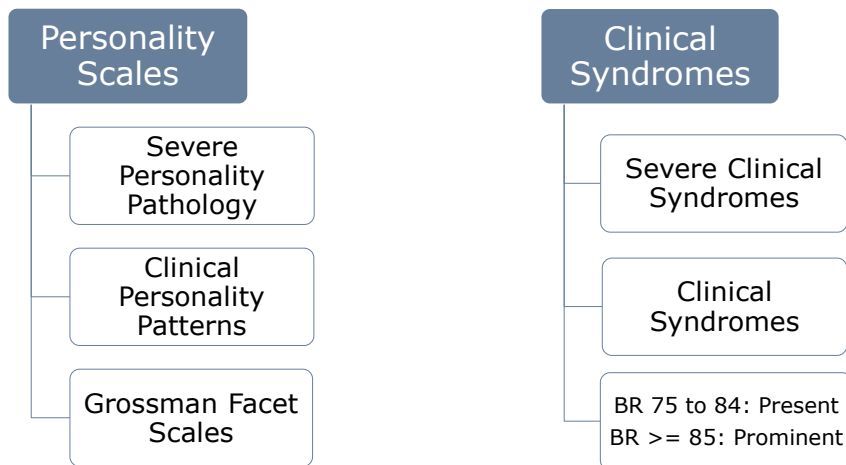 Personality
Scales
Severe
Personality
Pathology
Clinical
Personality
Patterns
Grossman Facet
Scales
Clinical
Syndromes
Severe Clinical
Syndromes
Clinical
Syndromes
BR 75 to 84: Present
BR >= 85: Prominent